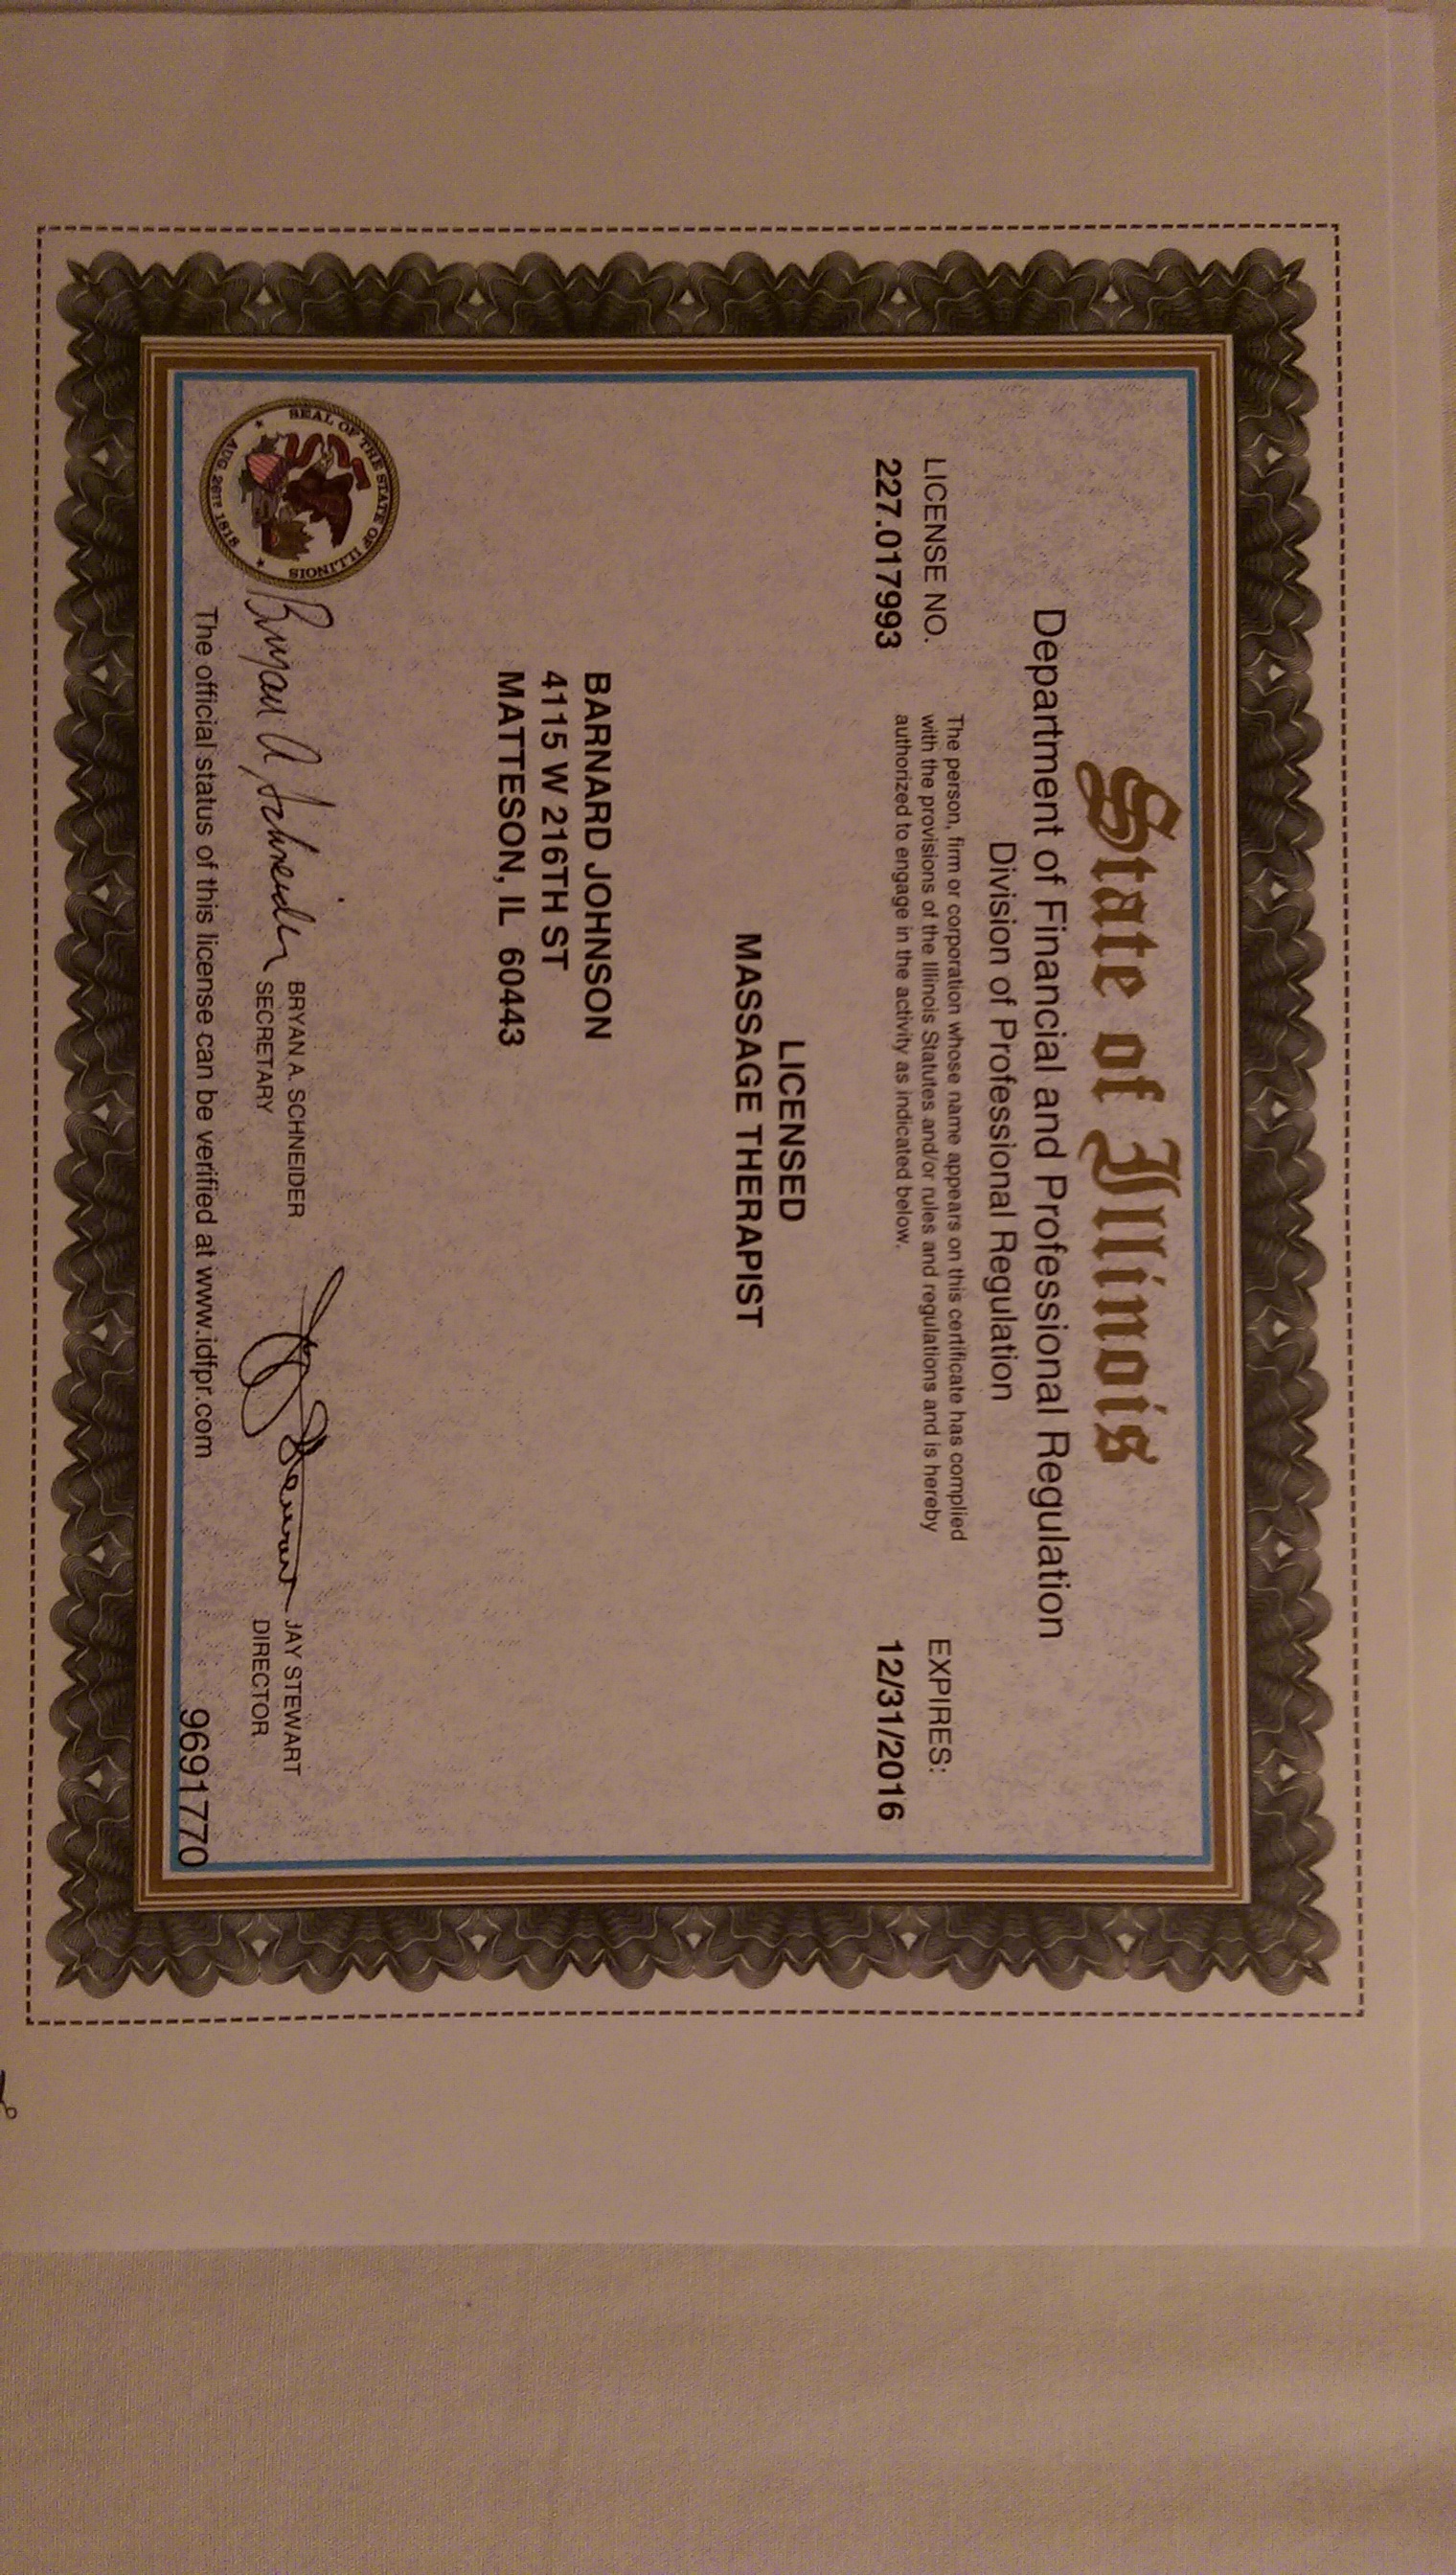 State of Illinois
Department of Financial and Professional Regulation
Division of Professional Regulation
LICENSE NO.
227.017993
The person, firm or corporation whose name appears on this certificate has complied
with the provisions of the Illinois Statutes and/or rules and regulations and is hereby
authorized to engage in the activity as indicated below.
EXPIRES:
12/31/2016
LICENSED
MASSAGE THERAPIST
BARNARD JOHNSON
4115 W 216TH ST
MATTESON, IL 60443
SEAL OF THE STATE OF ILLINOIS
AUG. 26TH 1818
Bryan A. Schneider
BRYAN A. SCHNEIDER
SECRETARY
Jay Stewart
JAY STEWART
DIRECTOR
The official status of this license can be verified at www.idfpr.com
9691770